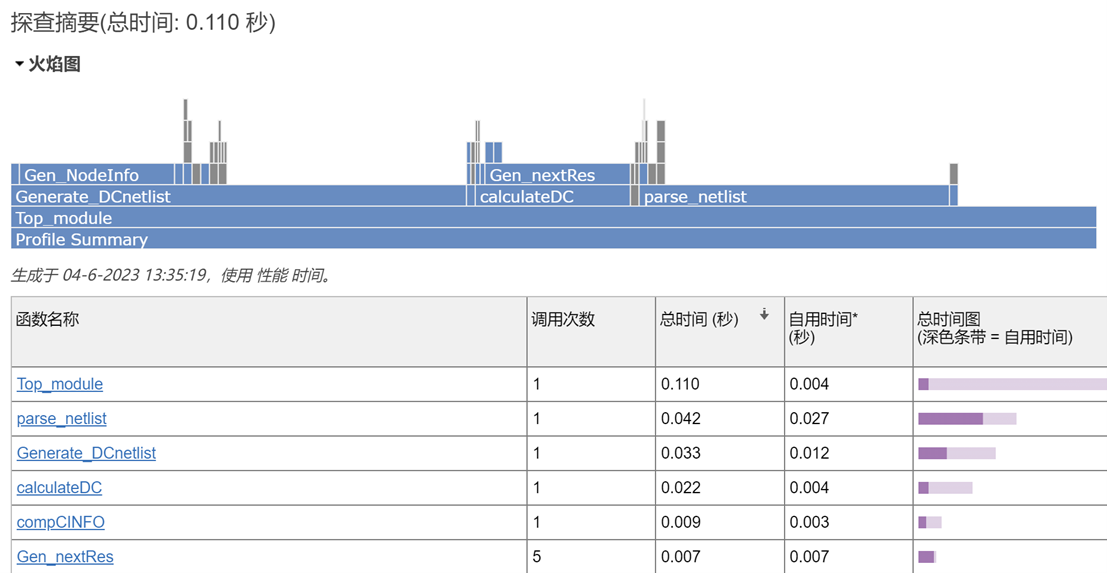 探查摘要(总时间: 0.110 秒)
火焰图
Gen_NodeInfo Gen_nextRes
Generate_DCnetlist calculateDC parse_netlist
Top_module
Profile Summary
生成于 04-6-2023 13:35:19，使用 性能 时间。
函数名称 调用次数 总时间 (秒) 自用时间* (秒) 总时间图 (深色条带 = 自用时间)
Top_module 1 0.110 0.004
parse_netlist 1 0.042 0.027
Generate_DCnetlist 1 0.033 0.012
calculateDC 1 0.022 0.004
compCINFO 1 0.009 0.003
Gen_nextRes 5 0.007 0.007